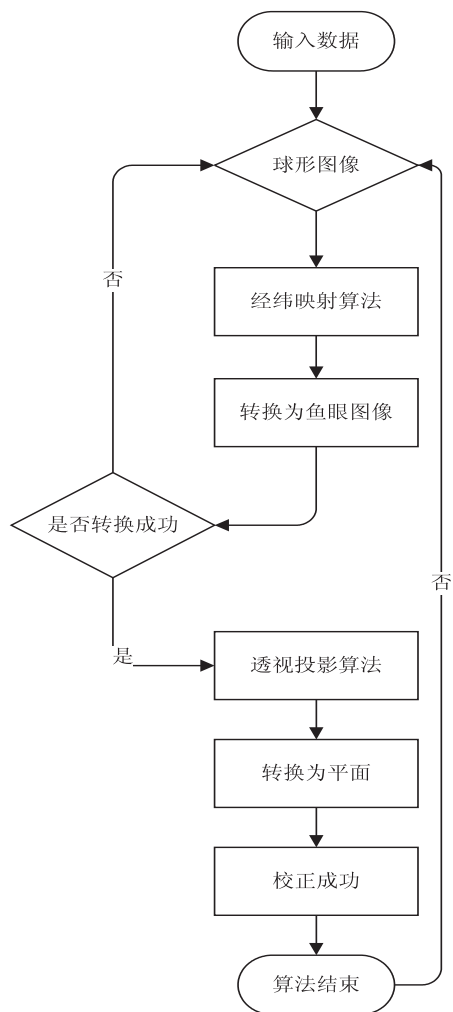 输入数据
球形图像
否
经纬映射算法
转换为鱼眼图像
是否转换成功
否
是
透视投影算法
转换为平面
校正成功
算法结束